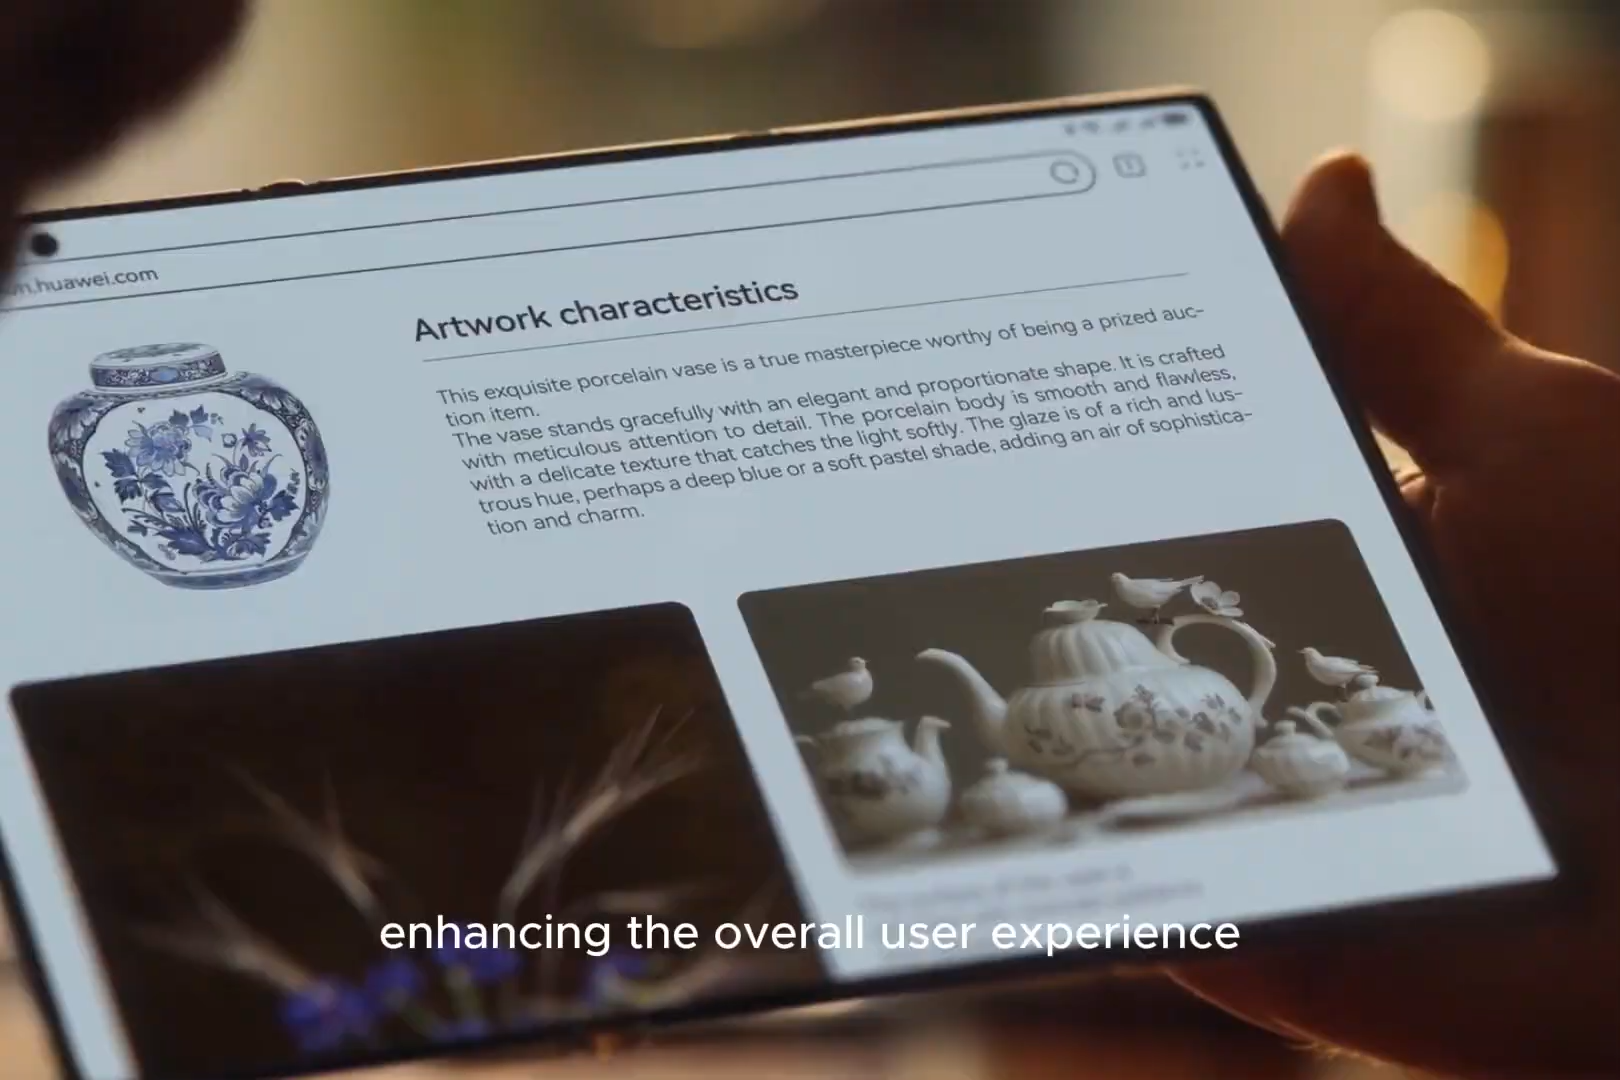 m.huawei.com
Artwork characteristics
This exquisite porcelain vase is a true masterpiece worthy of being a prized auc-
tion item.
The vase stands gracefully with an elegant and proportionate shape. It is crafted
with meticulous attention to detail. The porcelain body is smooth and flawless,
with a delicate texture that catches the light softly. The glaze is of a rich and lus-
trous hue, perhaps a deep blue or a soft pastel shade, adding an air of sophistica-
tion and charm.
enhancing the overall user experience